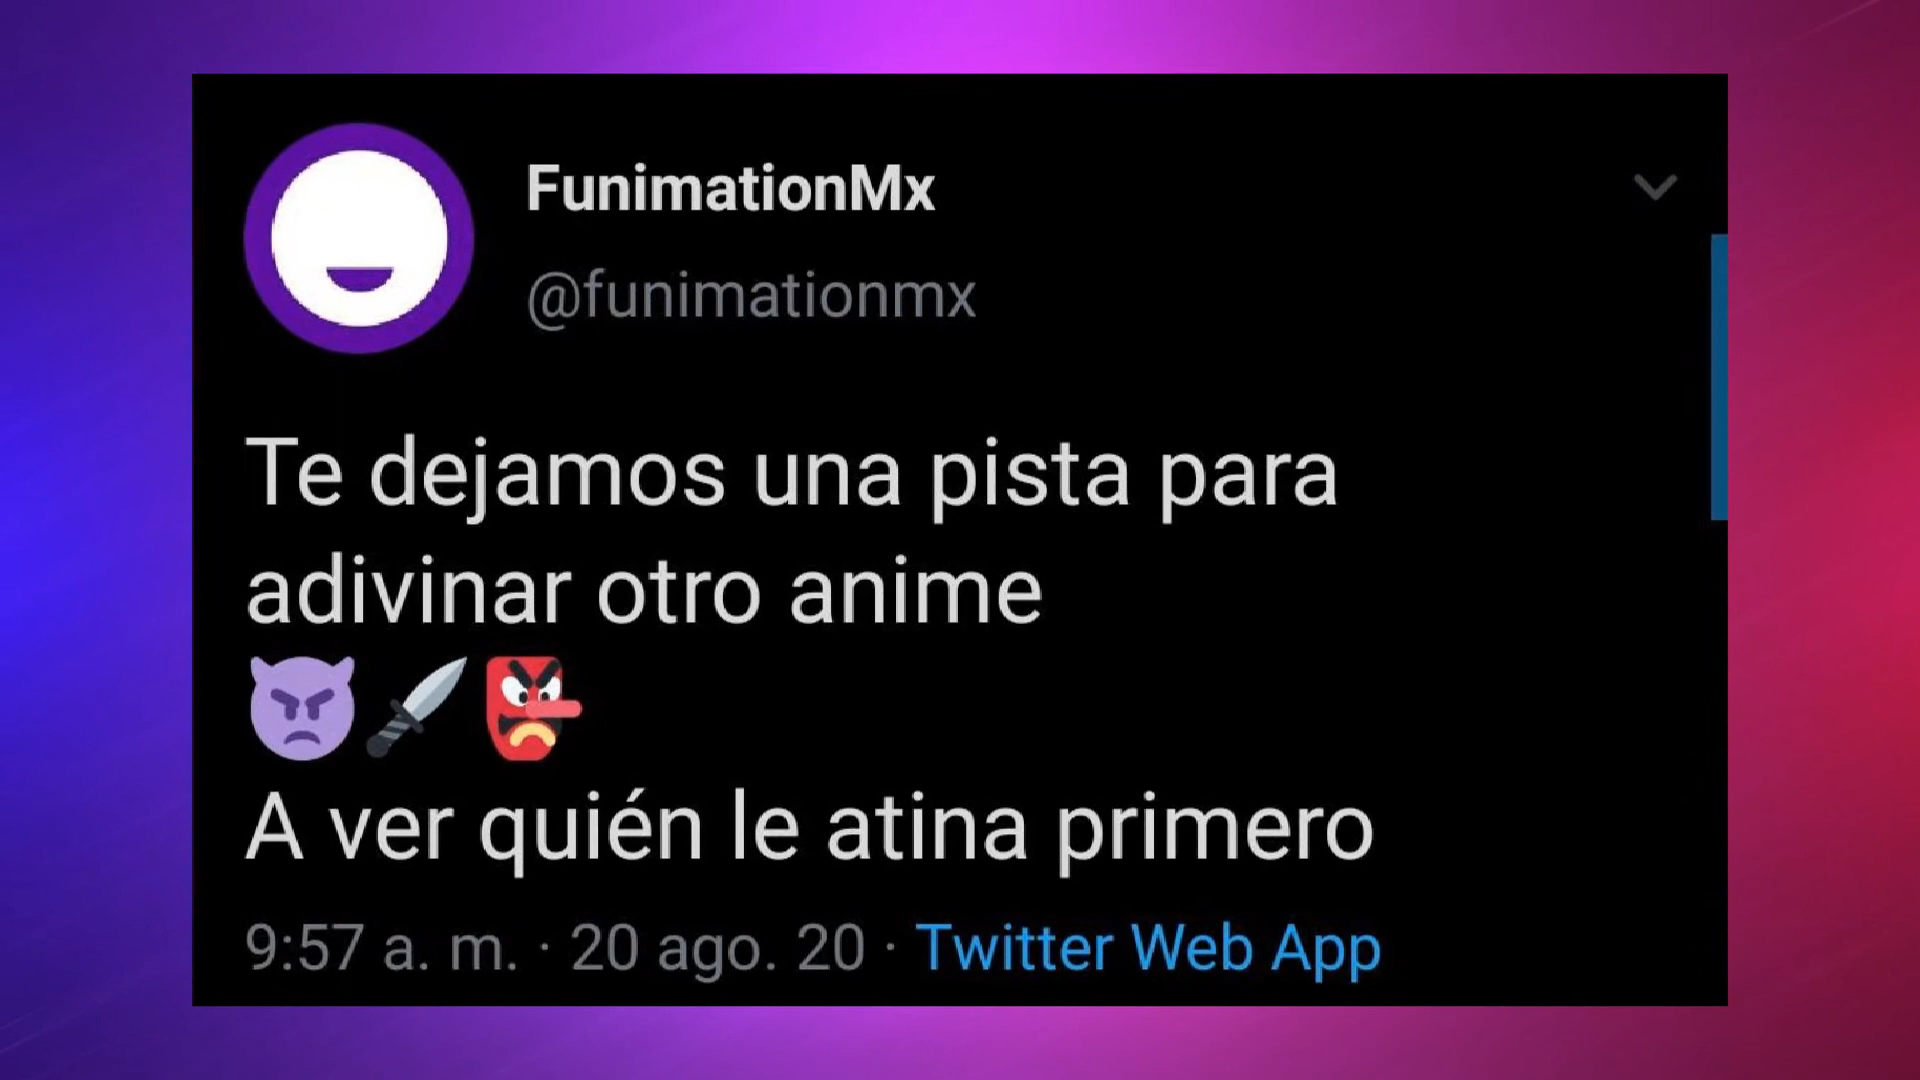 FunimationMx
@funimationmx
Te dejamos una pista para
adivinar otro anime
👿🗡️👺
A ver quién le atina primero
9:57 a. m. · 20 ago. 20 · Twitter Web App